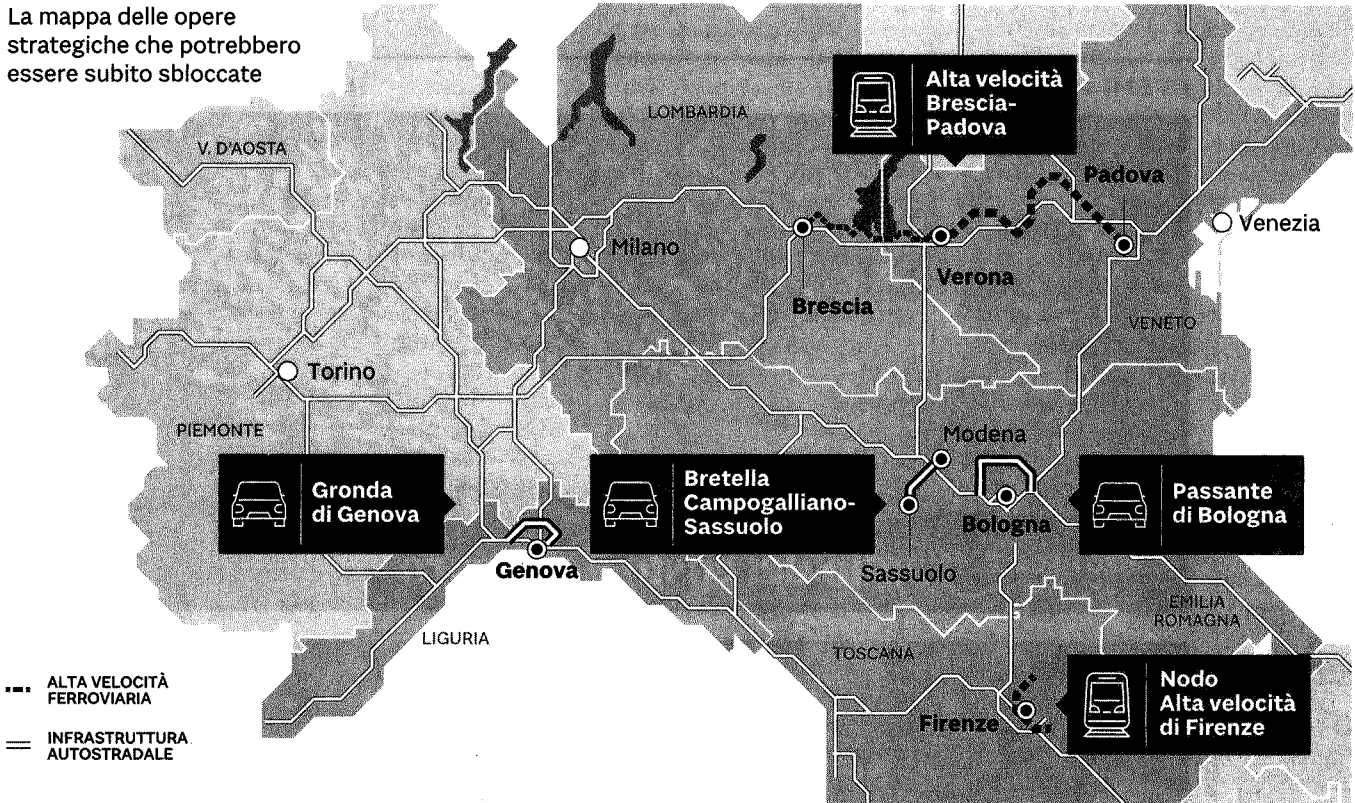 La mappa delle opere
strategiche che potrebbero
essere subito sbloccate
LOMBARDIA
Alta velocità
Brescia-
Padova
V. D'AOSTA
Padova
Venezia
Milano
Verona
Brescia
VENETO
Torino
PIEMONTE
Modena
Gronda
di Genova
Bretella
Campogalliano-
Sassuolo
Passante
di Bologna
Bologna
Genova
Sassuolo
EMILIA
ROMAGNA
LIGURIA
TOSCANA
Nodo
Alta velocità
di Firenze
Firenze
ALTA VELOCITÀ
FERROVIARIA
INFRASTRUTTURA
AUTOSTRADALE